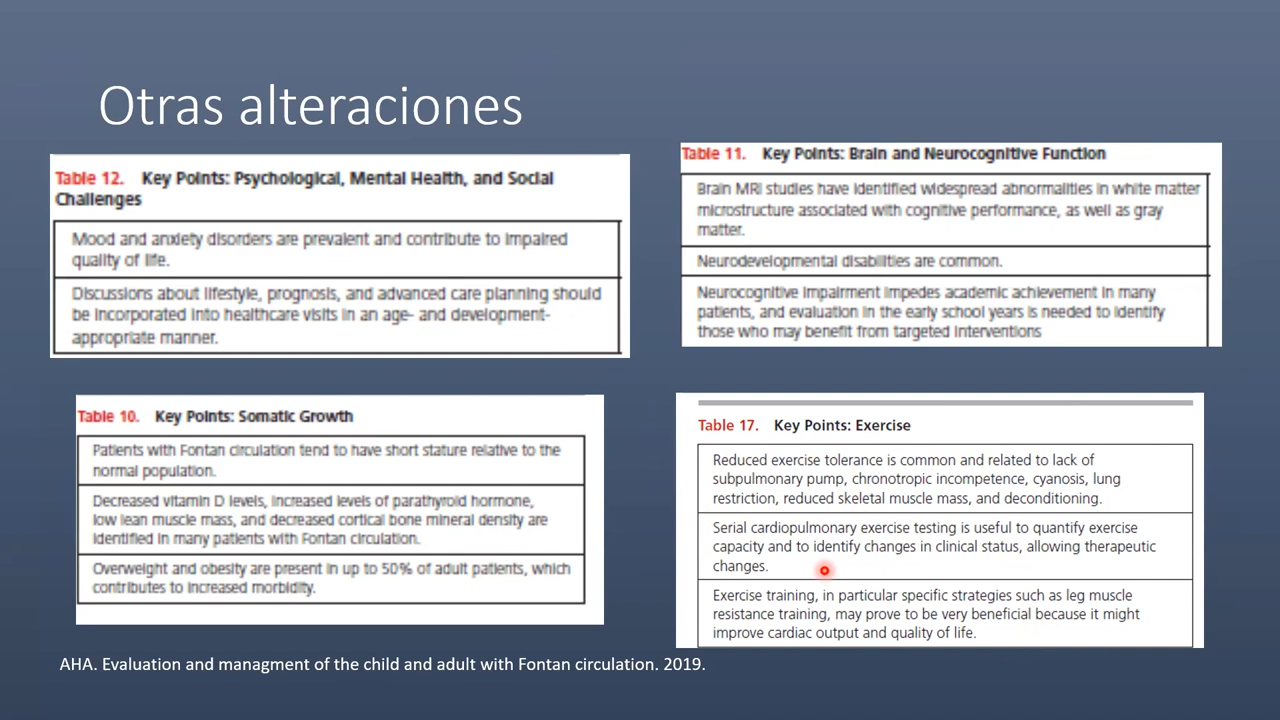 Otras alteraciones
Table 12. Key Points: Psychological, Mental Health, and Social
Challenges
Mood and anxiety disorders are prevalent and contribute to impaired
quality of life.
Discussions about lifestyle, prognosis, and advanced care planning should
be incorporated into healthcare visits in an age- and development-
appropriate manner.
Table 11. Key Points: Brain and Neurocognitive Function
Brain MRI studies have identified widespread abnormalities in white matter
microstructure associated with cognitive performance, as well as gray
matter.
Neurodevelopmental disabilities are common.
Neurocognitive impairment impedes academic achievement in many
patients, and evaluation in the early school years is needed to identify
those who may benefit from targeted interventions
Table 10. Key Points: Somatic Growth
Patients with Fontan circulation tend to have short stature relative to the
normal population.
Decreased vitamin D levels, increased levels of parathyroid hormone,
low lean muscle mass, and decreased cortical bone mineral density are
identified in many patients with Fontan circulation.
Overweight and obesity are present in up to 50% of adult patients, which
contributes to increased morbidity.
Table 17. Key Points: Exercise
Reduced exercise tolerance is common and related to lack of
subpulmonary pump, chronotropic incompetence, cyanosis, lung
restriction, reduced skeletal muscle mass, and deconditioning.
Serial cardiopulmonary exercise testing is useful to quantify exercise
capacity and to identify changes in clinical status, allowing therapeutic
changes.
Exercise training, in particular specific strategies such as leg muscle
resistance training, may prove to be very beneficial because it might
improve cardiac output and quality of life.
AHA. Evaluation and managment of the child and adult with Fontan circulation. 2019.